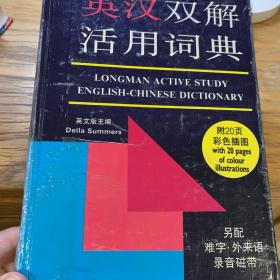 英汉双解
活用词典
LONGMAN ACTIVE STUDY
ENGLISH-CHINESE DICTIONARY
英文版主编
Della Summers
附20页
彩色插图
with 20 pages
of colour
illustrations
另配
难字·外来语
录音磁带